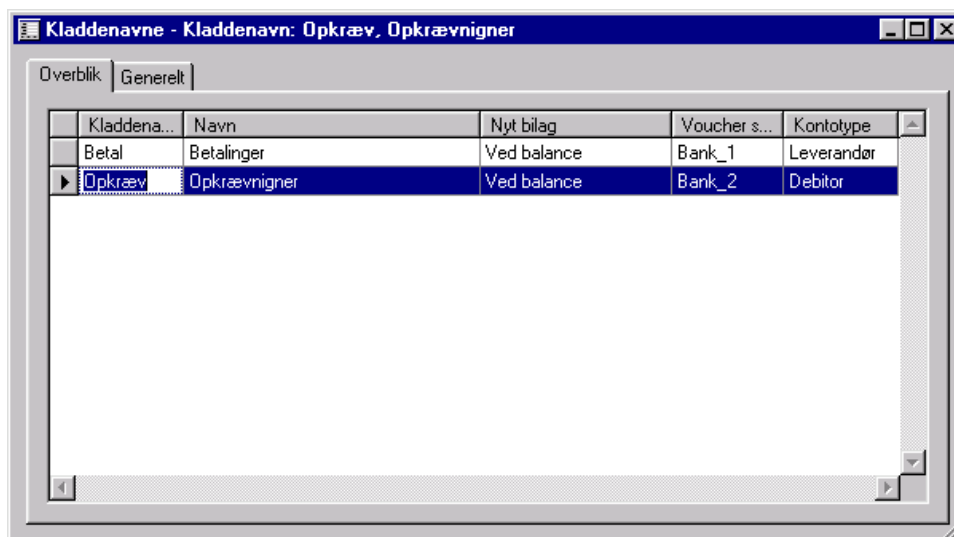 Kladdenavne - Kladdenavn: Opkræv, Opkrævnigner
Overblik Generelt
Kladdena... Navn Nyt bilag Voucher s... Kontotype
Betal Betalinger Ved balance Bank_1 Leverandør
Opkræv Opkrævnigner Ved balance Bank_2 Debitor